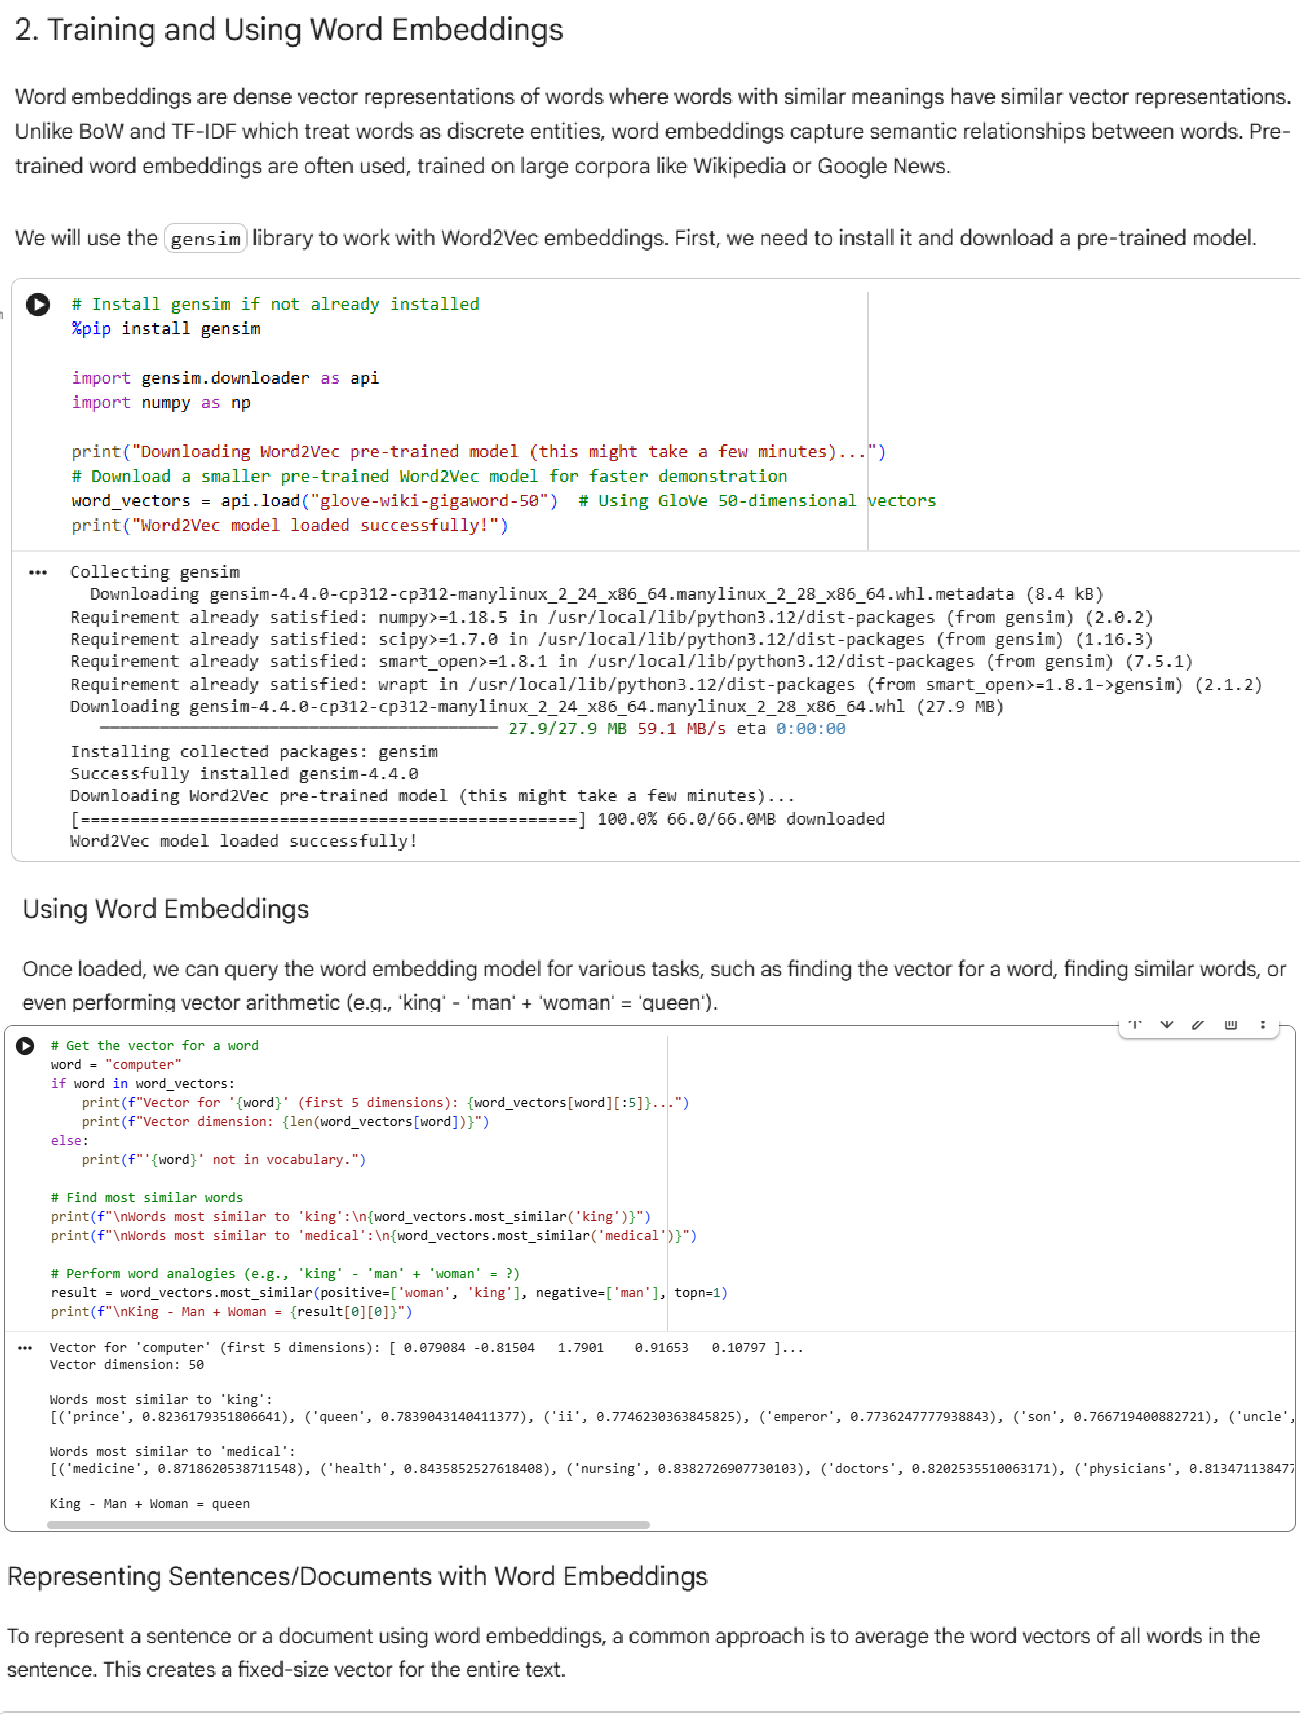 2. Training and Using Word Embeddings
Word embeddings are dense vector representations of words where words with similar meanings have similar vector representations.
Unlike BoW and TF-IDF which treat words as discrete entities, word embeddings capture semantic relationships between words. Pre-
trained word embeddings are often used, trained on large corpora like Wikipedia or Google News.
We will use the gensim library to work with Word2Vec embeddings. First, we need to install it and download a pre-trained model.
# Install gensim if not already installed
%pip install gensim
import gensim.downloader as api
import numpy as np
print("Downloading Word2Vec pre-trained model (this might take a few minutes)...")
# Download a smaller pre-trained Word2Vec model for faster demonstration
word_vectors = api.load("glove-wiki-gigaword-50")  # Using GloVe 50-dimensional vectors
print("Word2Vec model loaded successfully!")
Collecting gensim
  Downloading gensim-4.4.0-cp312-cp312-manylinux_2_24_x86_64.manylinux_2_28_x86_64.whl.metadata (8.4 kB)
Requirement already satisfied: numpy>=1.18.5 in /usr/local/lib/python3.12/dist-packages (from gensim) (2.0.2)
Requirement already satisfied: scipy>=1.7.0 in /usr/local/lib/python3.12/dist-packages (from gensim) (1.16.3)
Requirement already satisfied: smart_open>=1.8.1 in /usr/local/lib/python3.12/dist-packages (from gensim) (7.5.1)
Requirement already satisfied: wrapt in /usr/local/lib/python3.12/dist-packages (from smart_open>=1.8.1->gensim) (2.1.2)
Downloading gensim-4.4.0-cp312-cp312-manylinux_2_24_x86_64.manylinux_2_28_x86_64.whl (27.9 MB)
27.9/27.9 MB 59.1 MB/s eta 0:00:00
Installing collected packages: gensim
Successfully installed gensim-4.4.0
Downloading Word2Vec pre-trained model (this might take a few minutes)...
[==================================================] 100.0% 66.0/66.0MB downloaded
Word2Vec model loaded successfully!
Using Word Embeddings
Once loaded, we can query the word embedding model for various tasks, such as finding the vector for a word, finding similar words, or
even performing vector arithmetic (e.g., 'king' - 'man' + 'woman' = 'queen').
# Get the vector for a word
word = "computer"
if word in word_vectors:
    print(f"Vector for '{word}' (first 5 dimensions): {word_vectors[word][:5]}...")
    print(f"Vector dimension: {len(word_vectors[word])}")
else:
    print(f"'{word}' not in vocabulary.")
# Find most similar words
print(f"\nWords most similar to 'king':\n{word_vectors.most_similar('king')}")
print(f"\nWords most similar to 'medical':\n{word_vectors.most_similar('medical')}")
# Perform word analogies (e.g., 'king' - 'man' + 'woman' = ?)
result = word_vectors.most_similar(positive=['woman', 'king'], negative=['man'], topn=1)
print(f"\nKing - Man + Woman = {result[0][0]}")
Vector for 'computer' (first 5 dimensions): [ 0.079084 -0.81504   1.7901    0.91653   0.10797 ]...
Vector dimension: 50
Words most similar to 'king':
[('prince', 0.8236179351806641), ('queen', 0.7839043140411377), ('ii', 0.7746230363845825), ('emperor', 0.7736247777938843), ('son', 0.766719400882721), ('uncle',
Words most similar to 'medical':
[('medicine', 0.8718620538711548), ('health', 0.8435852527618408), ('nursing', 0.8382726907730103), ('doctors', 0.8202535510063171), ('physicians', 0.813471138477
King - Man + Woman = queen
Representing Sentences/Documents with Word Embeddings
To represent a sentence or a document using word embeddings, a common approach is to average the word vectors of all words in the
sentence. This creates a fixed-size vector for the entire text.